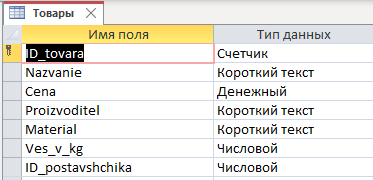 Товары
Имя поля Тип данных
ID_tovara Счетчик
Nazvanie Короткий текст
Cena Денежный
Proizvoditel Короткий текст
Material Короткий текст
Ves_v_kg Числовой
ID_postavshchika Числовой